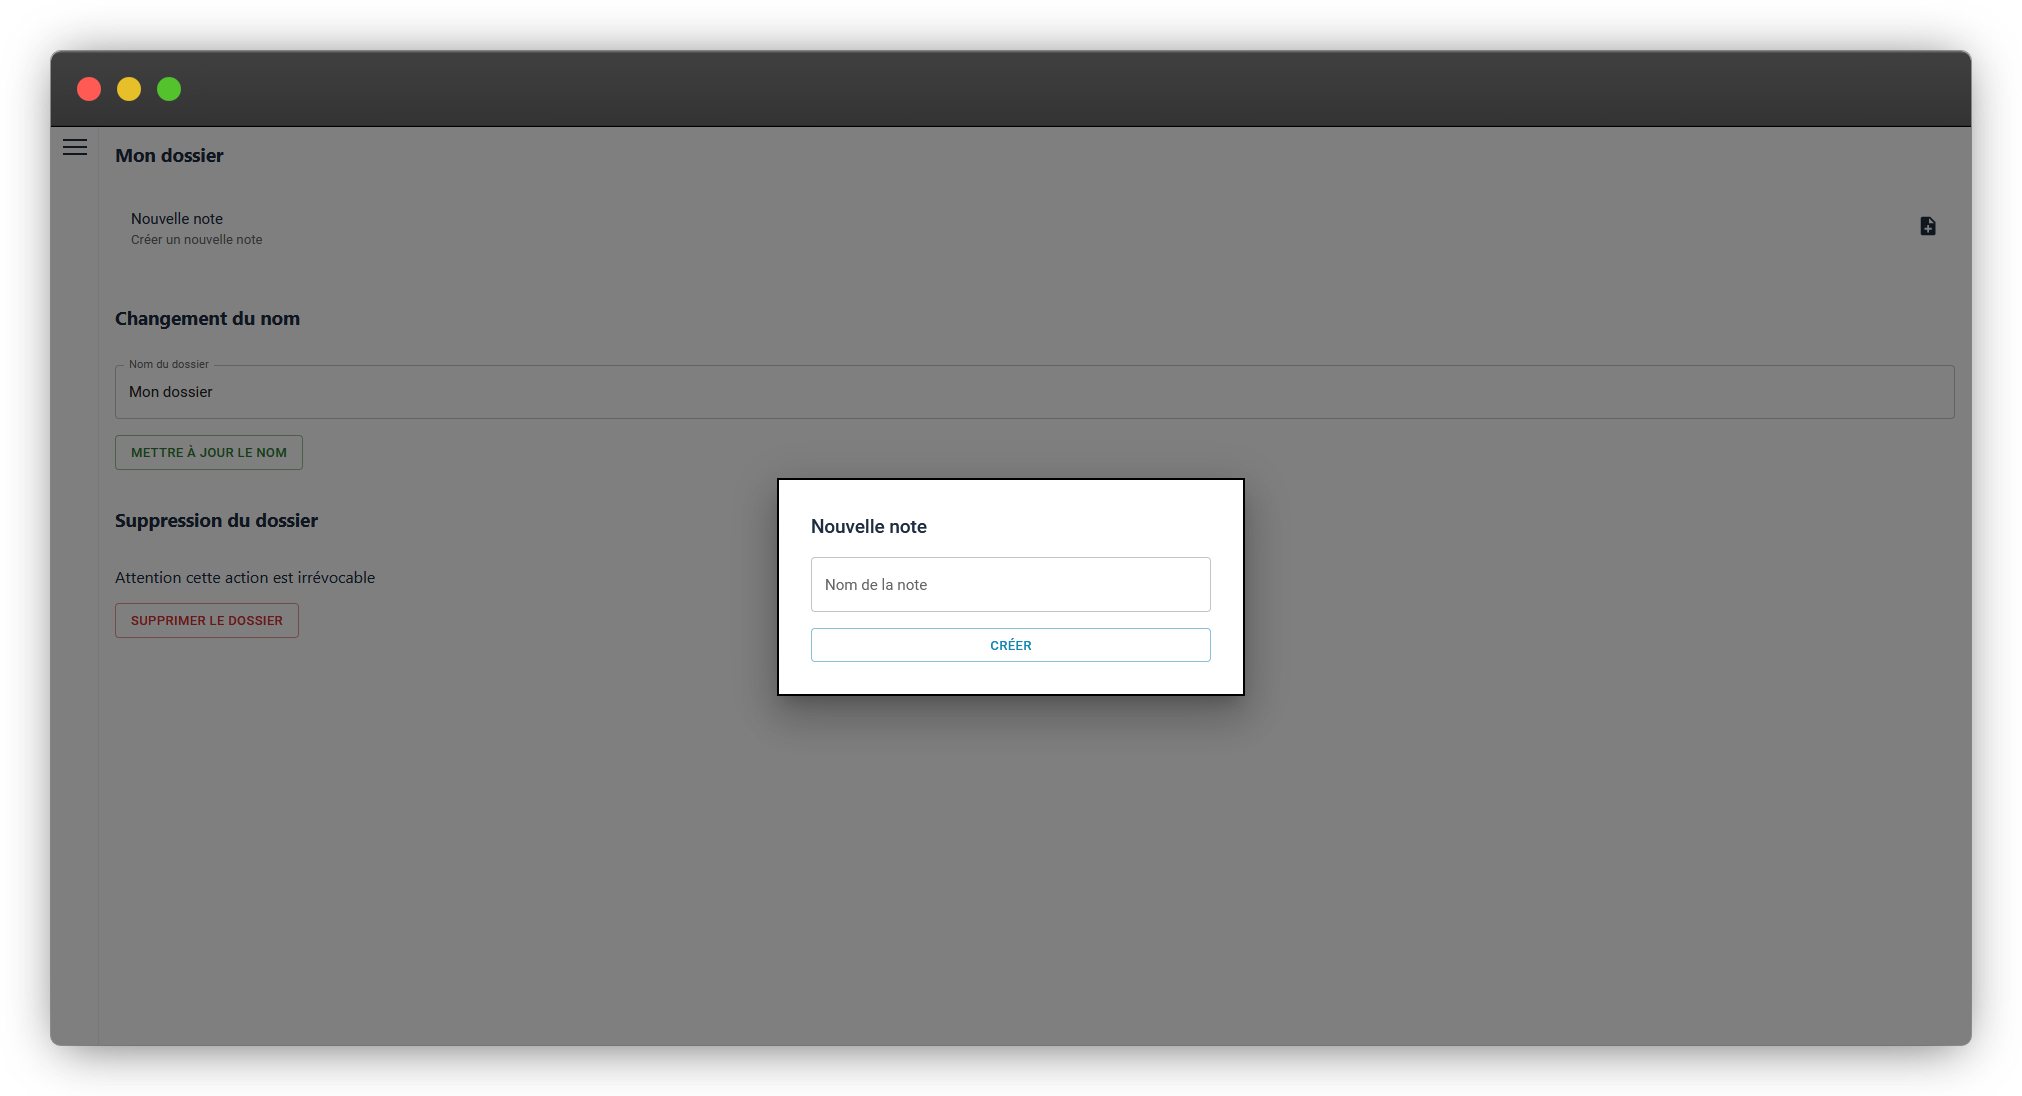 Mon dossier
Nouvelle note
Créer un nouvelle note
Changement du nom
Nom du dossier
Mon dossier
METTRE À JOUR LE NOM
Suppression du dossier
Attention cette action est irrévocable
SUPPRIMER LE DOSSIER
Nouvelle note
Nom de la note
CRÉER